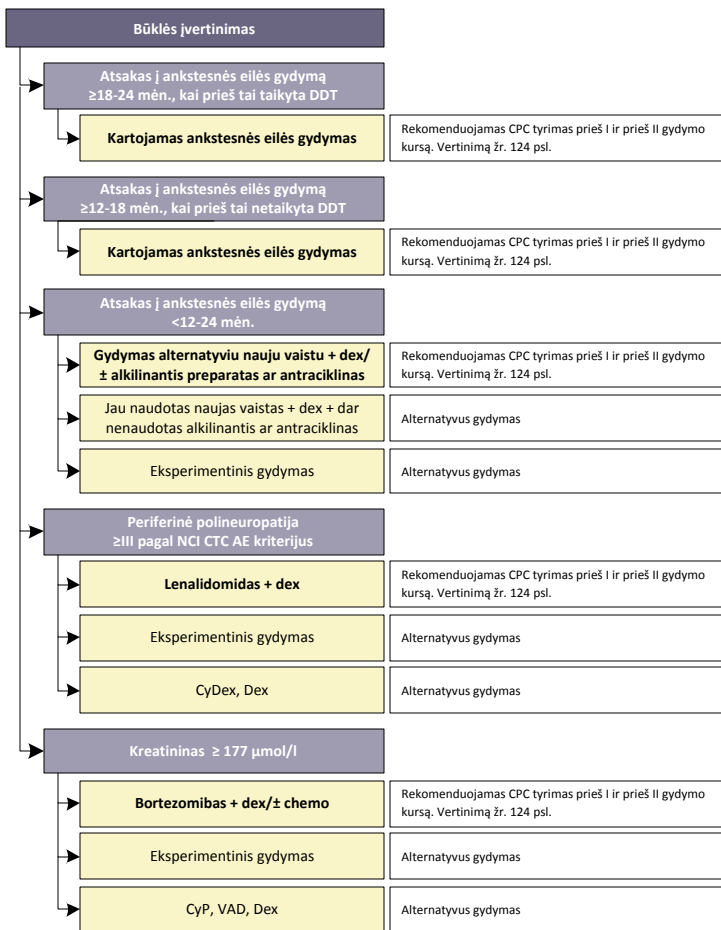 Būklės įvertinimas
Atsakas į ankstesnės eilės gydymą
≥18-24 mėn., kai prieš tai taikyta DDT
Kartojamas ankstesnės eilės gydymas
Rekomenduojamas CPC tyrimas prieš I ir prieš II gydymo
kursą. Vertinimą žr. 124 psl.
Atsakas į ankstesnės eilės gydymą
≥12-18 mėn., kai prieš tai netaikyta DDT
Kartojamas ankstesnės eilės gydymas
Rekomenduojamas CPC tyrimas prieš I ir prieš II gydymo
kursą. Vertinimą žr. 124 psl.
Atsakas į ankstesnės eilės gydymą
<12-24 mėn.
Gydymas alternatyviu nauju vaistu + dex/
± alkilinantis preparatas ar antraciklinas
Rekomenduojamas CPC tyrimas prieš I ir prieš II gydymo
kursą. Vertinimą žr. 124 psl.
Jau naudotas naujas vaistas + dex + dar
nenaudotas alkilinantis ar antraciklinas
Alternatyvus gydymas
Eksperimentinis gydymas
Alternatyvus gydymas
Periferinė polineuropatija
≥III pagal NCI CTC AE kriterijus
Lenalidomidas + dex
Rekomenduojamas CPC tyrimas prieš I ir prieš II gydymo
kursą. Vertinimą žr. 124 psl.
Eksperimentinis gydymas
Alternatyvus gydymas
CyDex, Dex
Alternatyvus gydymas
Kreatininas ≥ 177 µmol/l
Bortezomibas + dex/± chemo
Rekomenduojamas CPC tyrimas prieš I ir prieš II gydymo
kursą. Vertinimą žr. 124 psl.
Eksperimentinis gydymas
Alternatyvus gydymas
CyP, VAD, Dex
Alternatyvus gydymas